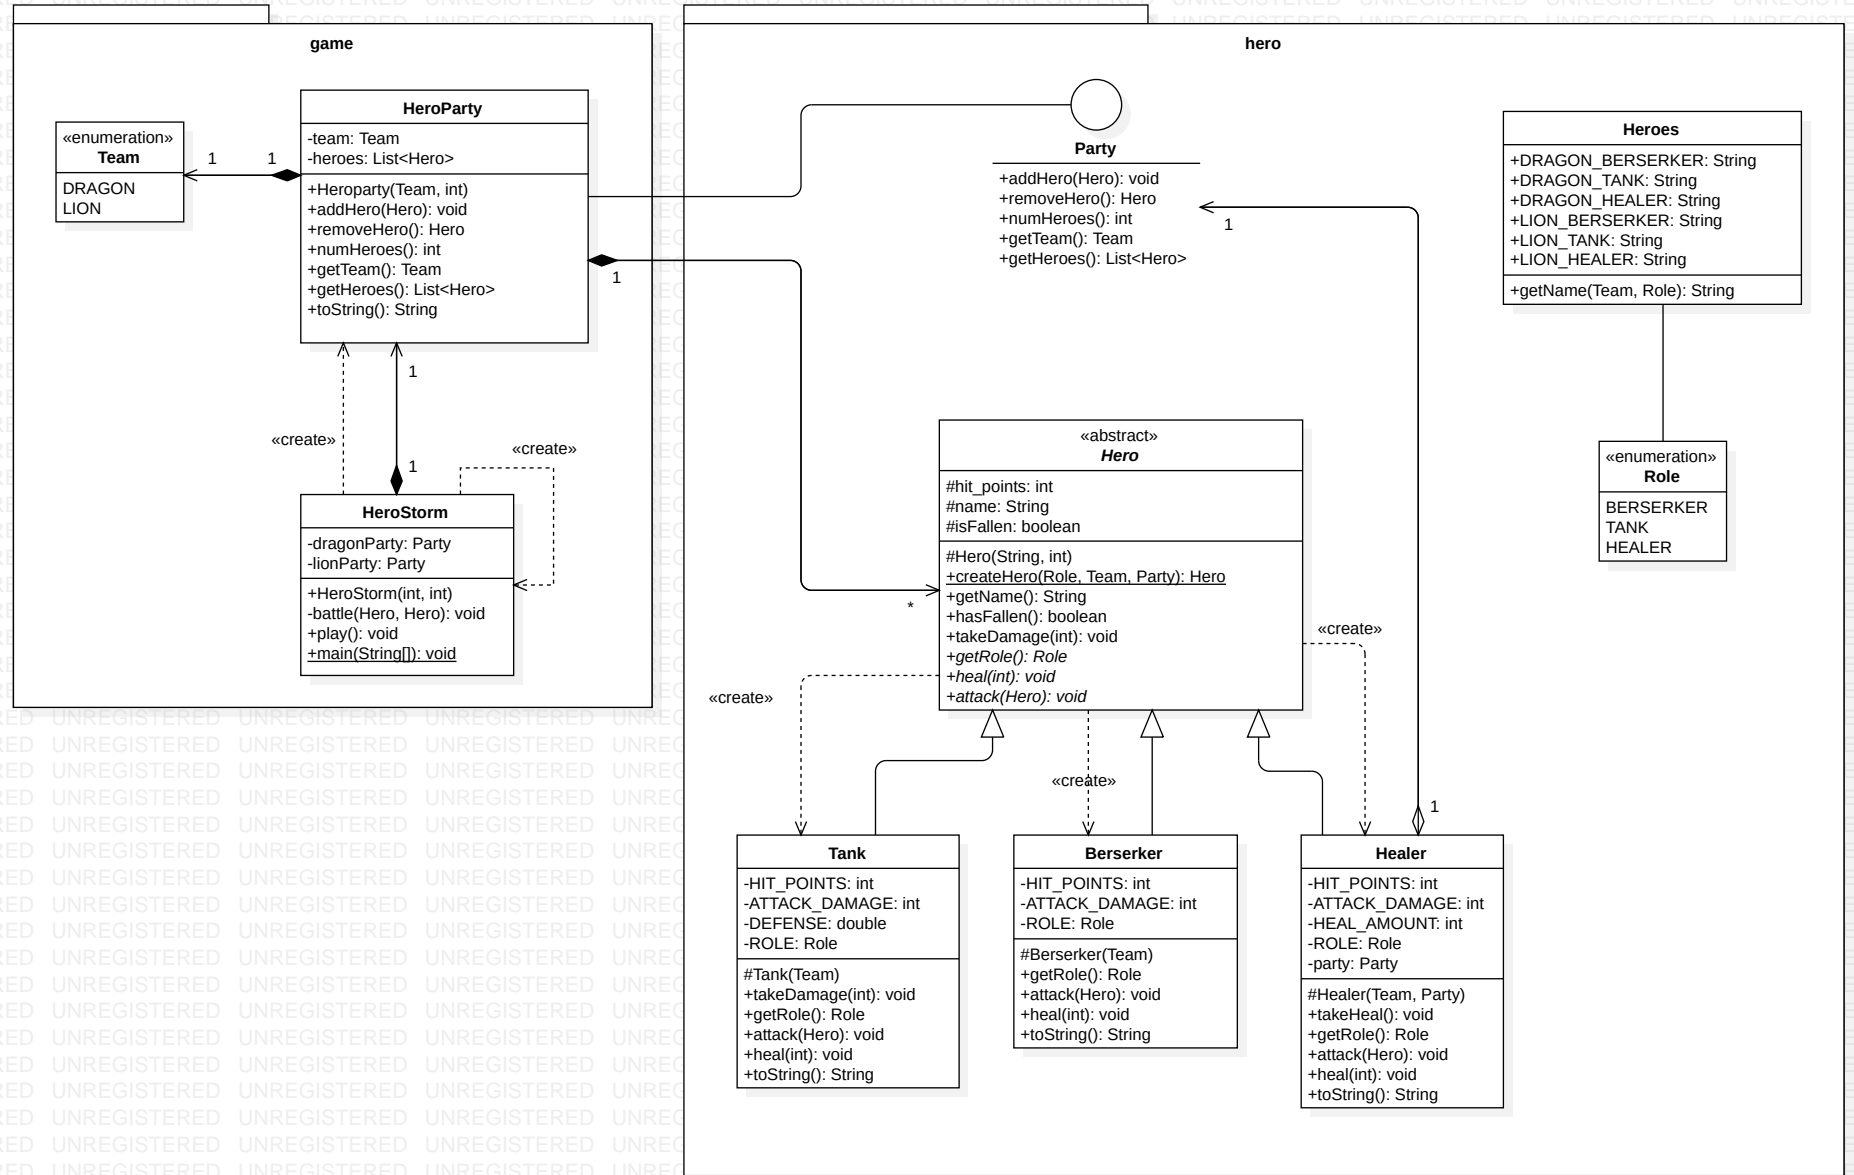 game
«enumeration»
Team
DRAGON
LION
1
1
HeroParty
-team: Team
-heroes: List<Hero>
+Heroparty(Team, int)
+addHero(Hero): void
+removeHero(): Hero
+numHeroes(): int
+getTeam(): Team
+getHeroes(): List<Hero>
+toString(): String
1
1
«create»
1
«create»
HeroStorm
-dragonParty: Party
-lionParty: Party
+HeroStorm(int, int)
-battle(Hero, Hero): void
+play(): void
+main(String[]): void
hero
Party
+addHero(Hero): void
+removeHero(): Hero
+numHeroes(): int
+getTeam(): Team
+getHeroes(): List<Hero>
1
Heroes
+DRAGON_BERSERKER: String
+DRAGON_TANK: String
+DRAGON_HEALER: String
+LION_BERSERKER: String
+LION_TANK: String
+LION_HEALER: String
+getName(Team, Role): String
«enumeration»
Role
BERSERKER
TANK
HEALER
«abstract»
Hero
#hit_points: int
#name: String
#isFallen: boolean
#Hero(String, int)
+createHero(Role, Team, Party): Hero
+getName(): String
+hasFallen(): boolean
+takeDamage(int): void
+getRole(): Role
+heal(int): void
+attack(Hero): void
*
«create»
«create»
«create»
1
Tank
-HIT_POINTS: int
-ATTACK_DAMAGE: int
-DEFENSE: double
-ROLE: Role
#Tank(Team)
+takeDamage(int): void
+getRole(): Role
+attack(Hero): void
+heal(int): void
+toString(): String
Berserker
-HIT_POINTS: int
-ATTACK_DAMAGE: int
-ROLE: Role
#Berserker(Team)
+getRole(): Role
+attack(Hero): void
+heal(int): void
+toString(): String
Healer
-HIT_POINTS: int
-ATTACK_DAMAGE: int
-HEAL_AMOUNT: int
-ROLE: Role
-party: Party
#Healer(Team, Party)
+takeHeal(): void
+getRole(): Role
+attack(Hero): void
+heal(int): void
+toString(): String